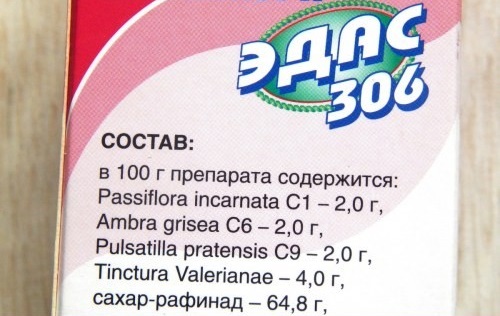 ЭДАС
306
СОСТАВ:
в 100 г препарата содержится:
Passiflora incarnata C1 – 2,0 г,
Ambra grisea C6 – 2,0 г,
Pulsatilla pratensis C9 – 2,0 г,
Tinctura Valerianae – 4,0 г,
сахар-рафинад – 64,8 г,